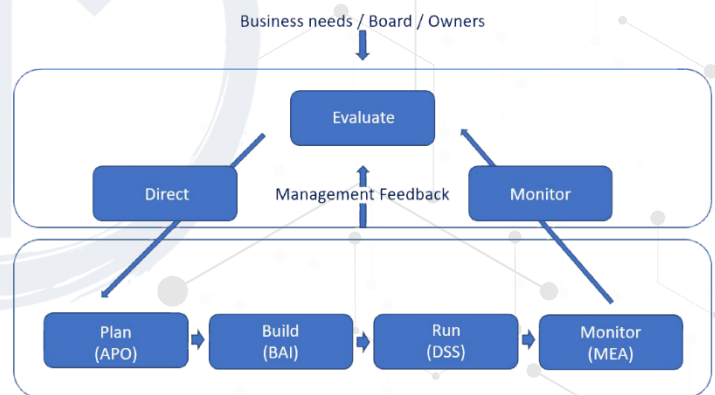 Business needs / Board / Owners
Evaluate
Direct
Management Feedback
Monitor
Plan
(APO)
Build
(BAI)
Run
(DSS)
Monitor
(MEA)